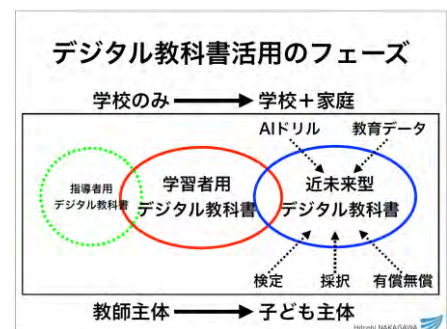 デジタル教科書活用のフェーズ
学校のみ 学校＋家庭
AIドリル 教育データ
指導者用
デジタル教科書
学習者用
デジタル教科書
近未来型
デジタル教科書
検定 採択 有償無償
教師主体 子ども主体
Hitoshi NAKAGAWA